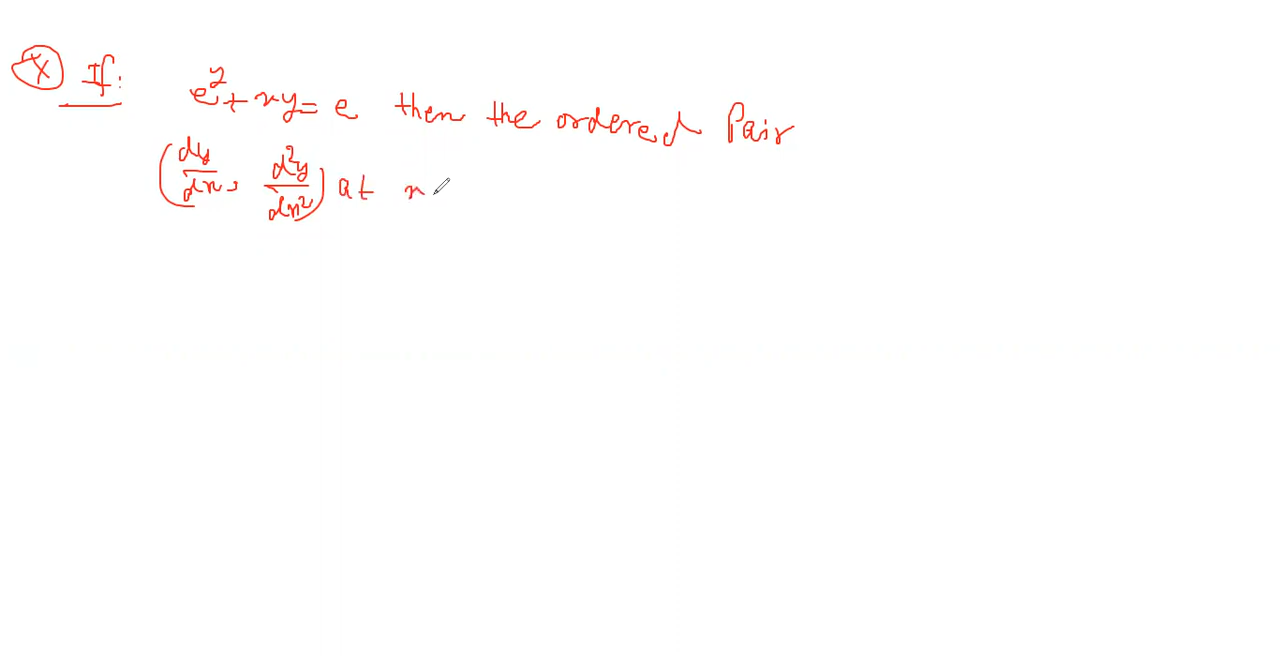 X If: e^y + xy = e then the ordered Pair
(dy/dx, d²y/dx²) at x